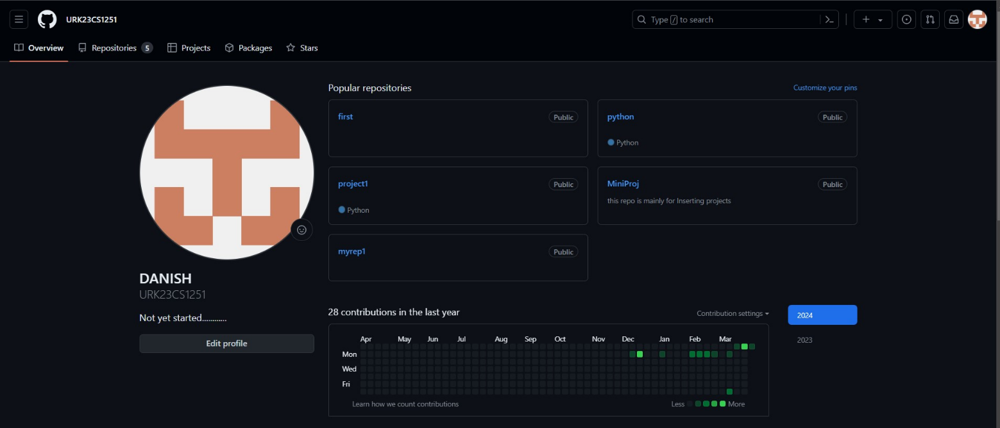 URK23CS1251
Type / to search
Overview Repositories 5 Projects Packages Stars
Popular repositories Customize your pins
first Public
python Public
Python
project1 Public
Python
MiniProj Public
this repo is mainly for Inserting projects
myrep1 Public
DANISH
URK23CS1251
Not yet started............
Edit profile
28 contributions in the last year Contribution settings
2024
2023
Apr May Jun Jul Aug Sep Oct Nov Dec Jan Feb Mar
Mon
Wed
Fri
Learn how we count contributions Less More